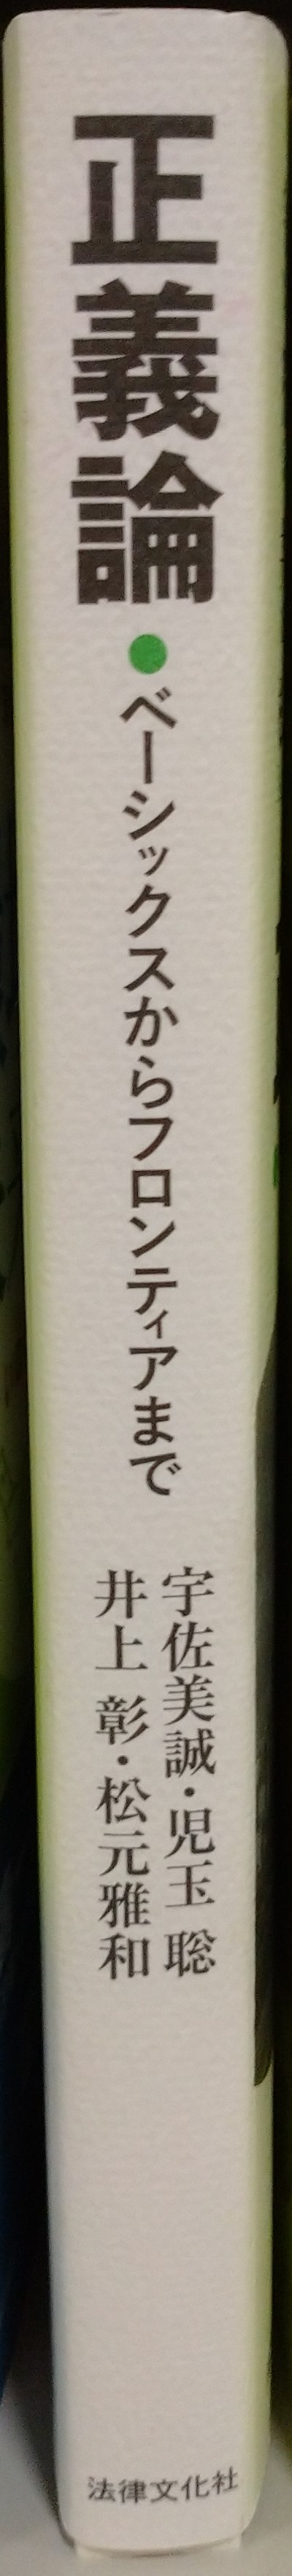 正義論●ベーシックスからフロンティアまで
宇佐美誠・児玉 聡
井上 彰・松元雅和
法律文化社